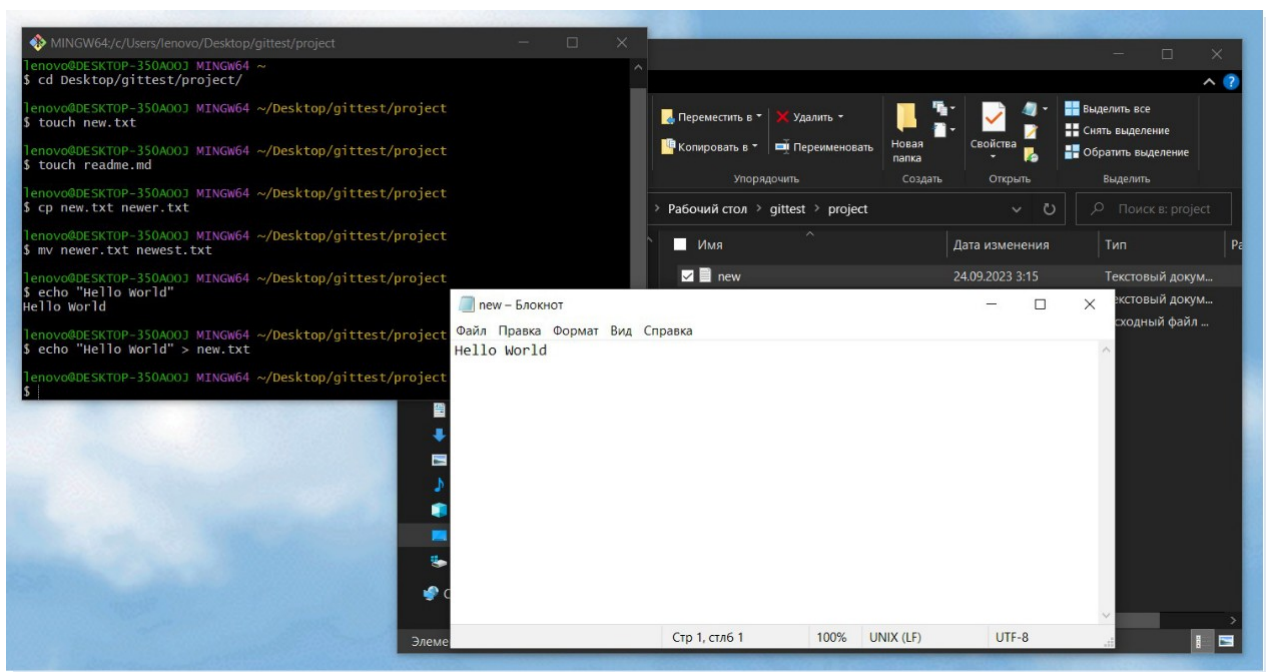 MINGW64:/c/Users/lenovo/Desktop/gittest/project
lenovo@DESKTOP-350AOOJ MINGW64 ~
$ cd Desktop/gittest/project/
lenovo@DESKTOP-350AOOJ MINGW64 ~/Desktop/gittest/project
$ touch new.txt
lenovo@DESKTOP-350AOOJ MINGW64 ~/Desktop/gittest/project
$ touch readme.md
lenovo@DESKTOP-350AOOJ MINGW64 ~/Desktop/gittest/project
$ cp new.txt newer.txt
lenovo@DESKTOP-350AOOJ MINGW64 ~/Desktop/gittest/project
$ mv newer.txt newest.txt
lenovo@DESKTOP-350AOOJ MINGW64 ~/Desktop/gittest/project
$ echo "Hello World"
Hello World
lenovo@DESKTOP-350AOOJ MINGW64 ~/Desktop/gittest/project
$ echo "Hello World" > new.txt
lenovo@DESKTOP-350AOOJ MINGW64 ~/Desktop/gittest/project
$
Переместить в Удалить
Копировать в Переименовать
Новая папка
Свойства
Выделить все
Снять выделение
Обратить выделение
Упорядочить Создать Открыть Выделить
Рабочий стол > gittest > project
Поиск в: project
Имя Дата изменения Тип
new 24.09.2023 3:15 Текстовый докум...
екстовый докум...
сходный файл ...
new – Блокнот
Файл Правка Формат Вид Справка
Hello World
Стр 1, стлб 1 100% UNIX (LF) UTF-8
Элеме